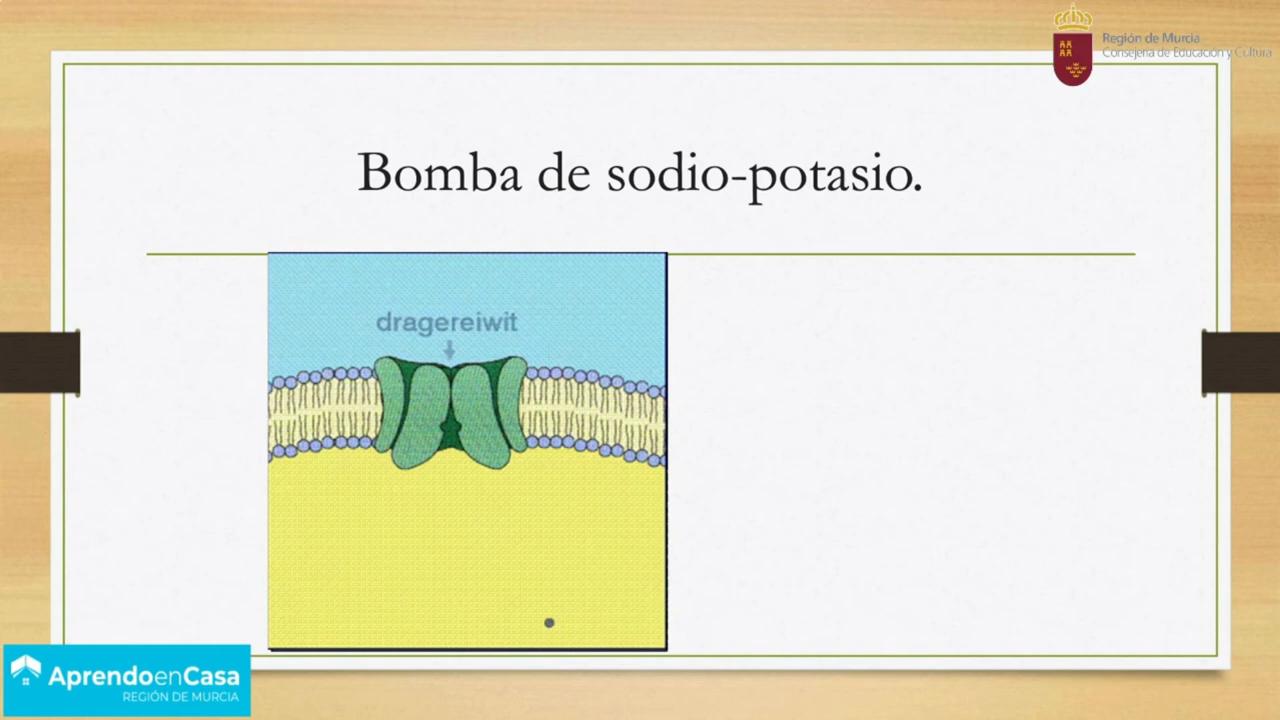 Región de Murcia
Consejería de Educación y Cultura
Bomba de sodio-potasio.
dragereiwit
AprendoenCasa
REGIÓN DE MURCIA